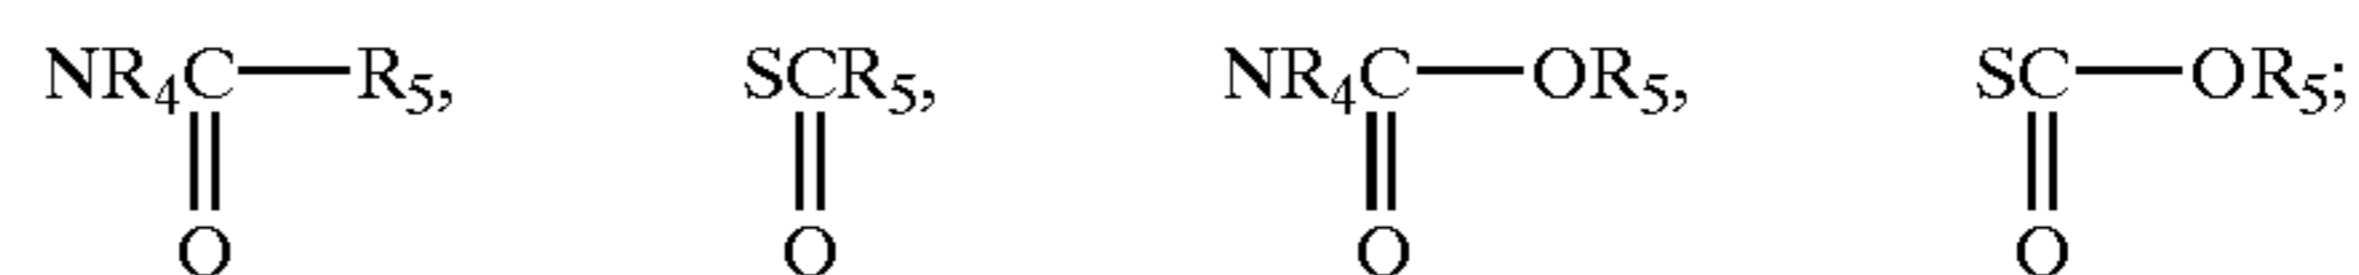 NR₄C—R₅, SCR₅, NR₄C—OR₅, SC—OR₅;
O O O O